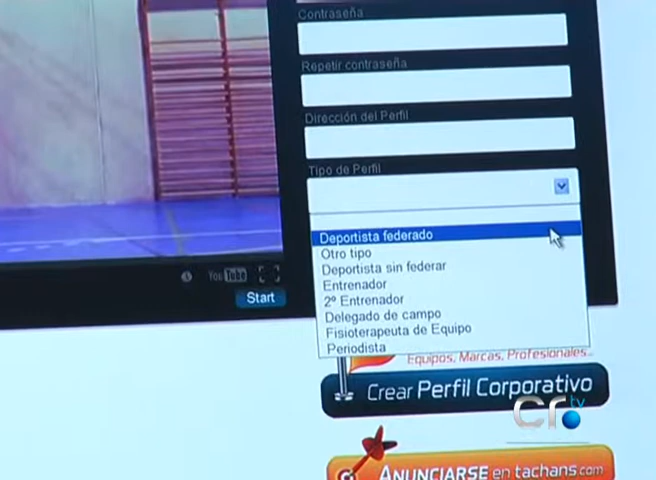 Contraseña
Repetir contraseña
Dirección del Perfil
Tipo de Perfil
Deportista federado
Otro tipo
Deportista sin federar
Entrenador
2º Entrenador
Delegado de campo
Fisioterapeuta de Equipo
Periodista
YouTube
Start
Equipos, Marcas, Profesionales...
Crear Perfil Corporativo
cr tv
ANUNCIARSE en tachans.com